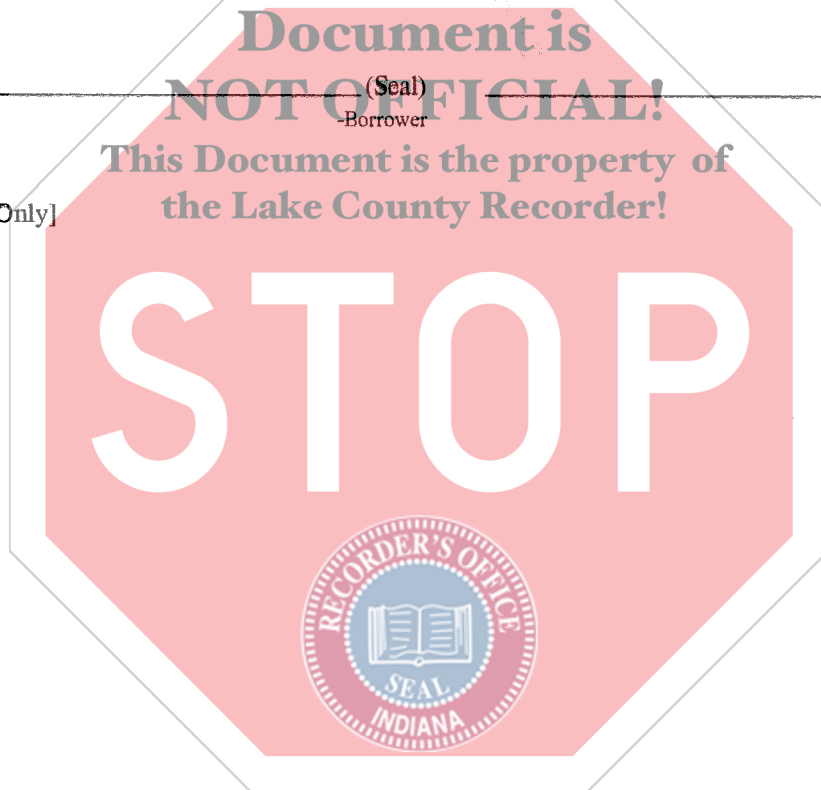 Document is
NOT OFFICIAL!
(Seal)
-Borrower
This Document is the property of
the Lake County Recorder!
Only]
STOP
RECORDER'S OFFICE
SEAL
INDIANA